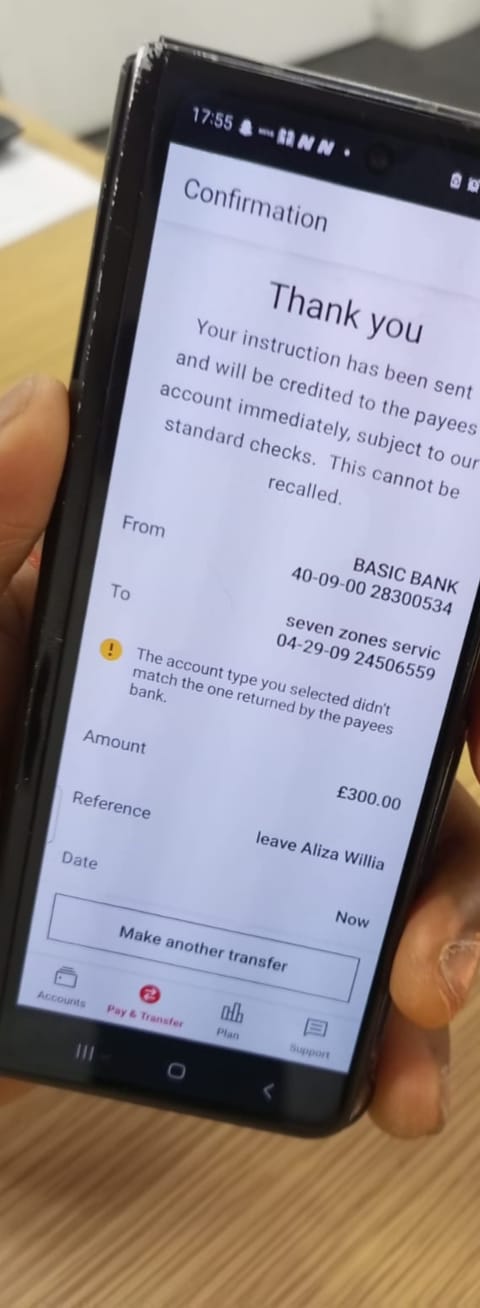 17:55
Confirmation
Thank you
Your instruction has been sent
and will be credited to the payees
account immediately, subject to our
standard checks. This cannot be
recalled.
From
BASIC BANK
40-09-00 28300534
To
seven zones servic
04-29-09 24506559
The account type you selected didn't
match the one returned by the payees
bank.
Amount
£300.00
Reference
leave Aliza Willia
Date
Now
Make another transfer
Accounts
Pay & Transfer
Plan
Support